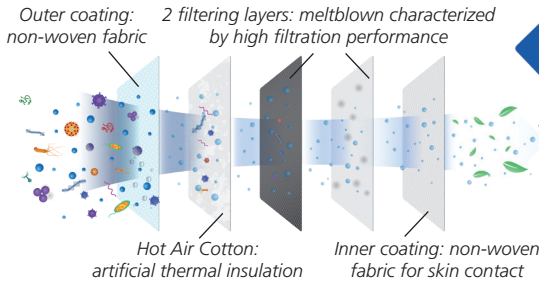 Outer coating:
non-woven fabric
2 filtering layers: meltblown characterized
by high filtration performance
Hot Air Cotton:
artificial thermal insulation
Inner coating: non-woven
fabric for skin contact